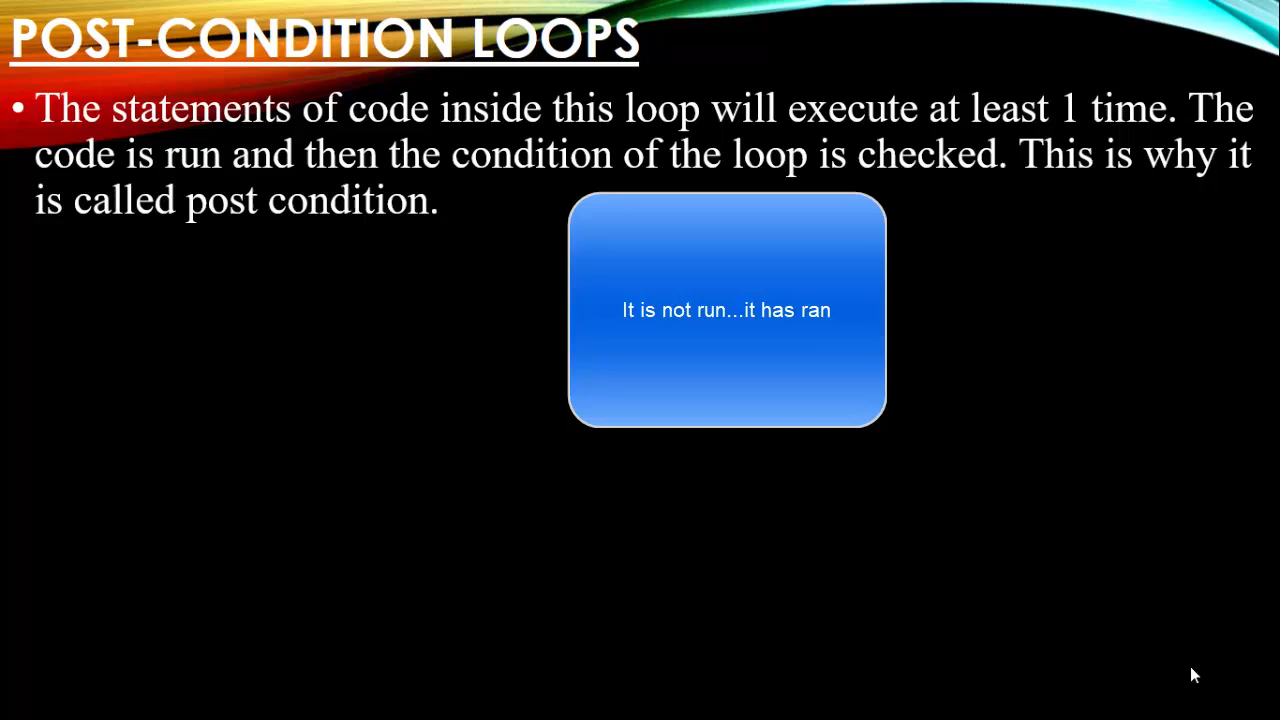 POST-CONDITION LOOPS
• The statements of code inside this loop will execute at least 1 time. The
code is run and then the condition of the loop is checked. This is why it
is called post condition.
It is not run...it has ran